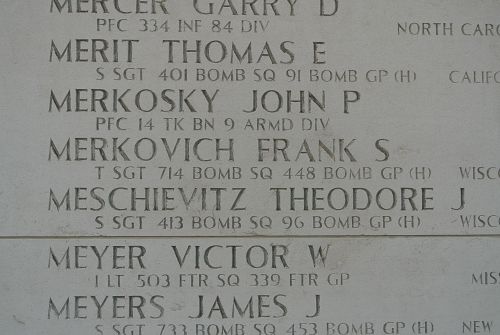 MERCER GARRY D
PFC 334 INF 84 DIV NORTH CARO
MERIT THOMAS E
S SGT 401 BOMB SQ 91 BOMB GP (H) CALIFO
MERKOSKY JOHN P
PFC 14 TK BN 9 ARMD DIV
MERKOVICH FRANK S
T SGT 714 BOMB SQ 448 BOMB GP (H) WISCO
MESCHIEVITZ THEODORE J
S SGT 413 BOMB SQ 96 BOMB GP (H) WISCO
MEYER VICTOR W
1 LT 503 FTR SQ 339 FTR GP MISS
MEYERS JAMES J
S SGT 733 BOMB SQ 453 BOMB GP (H) NEW